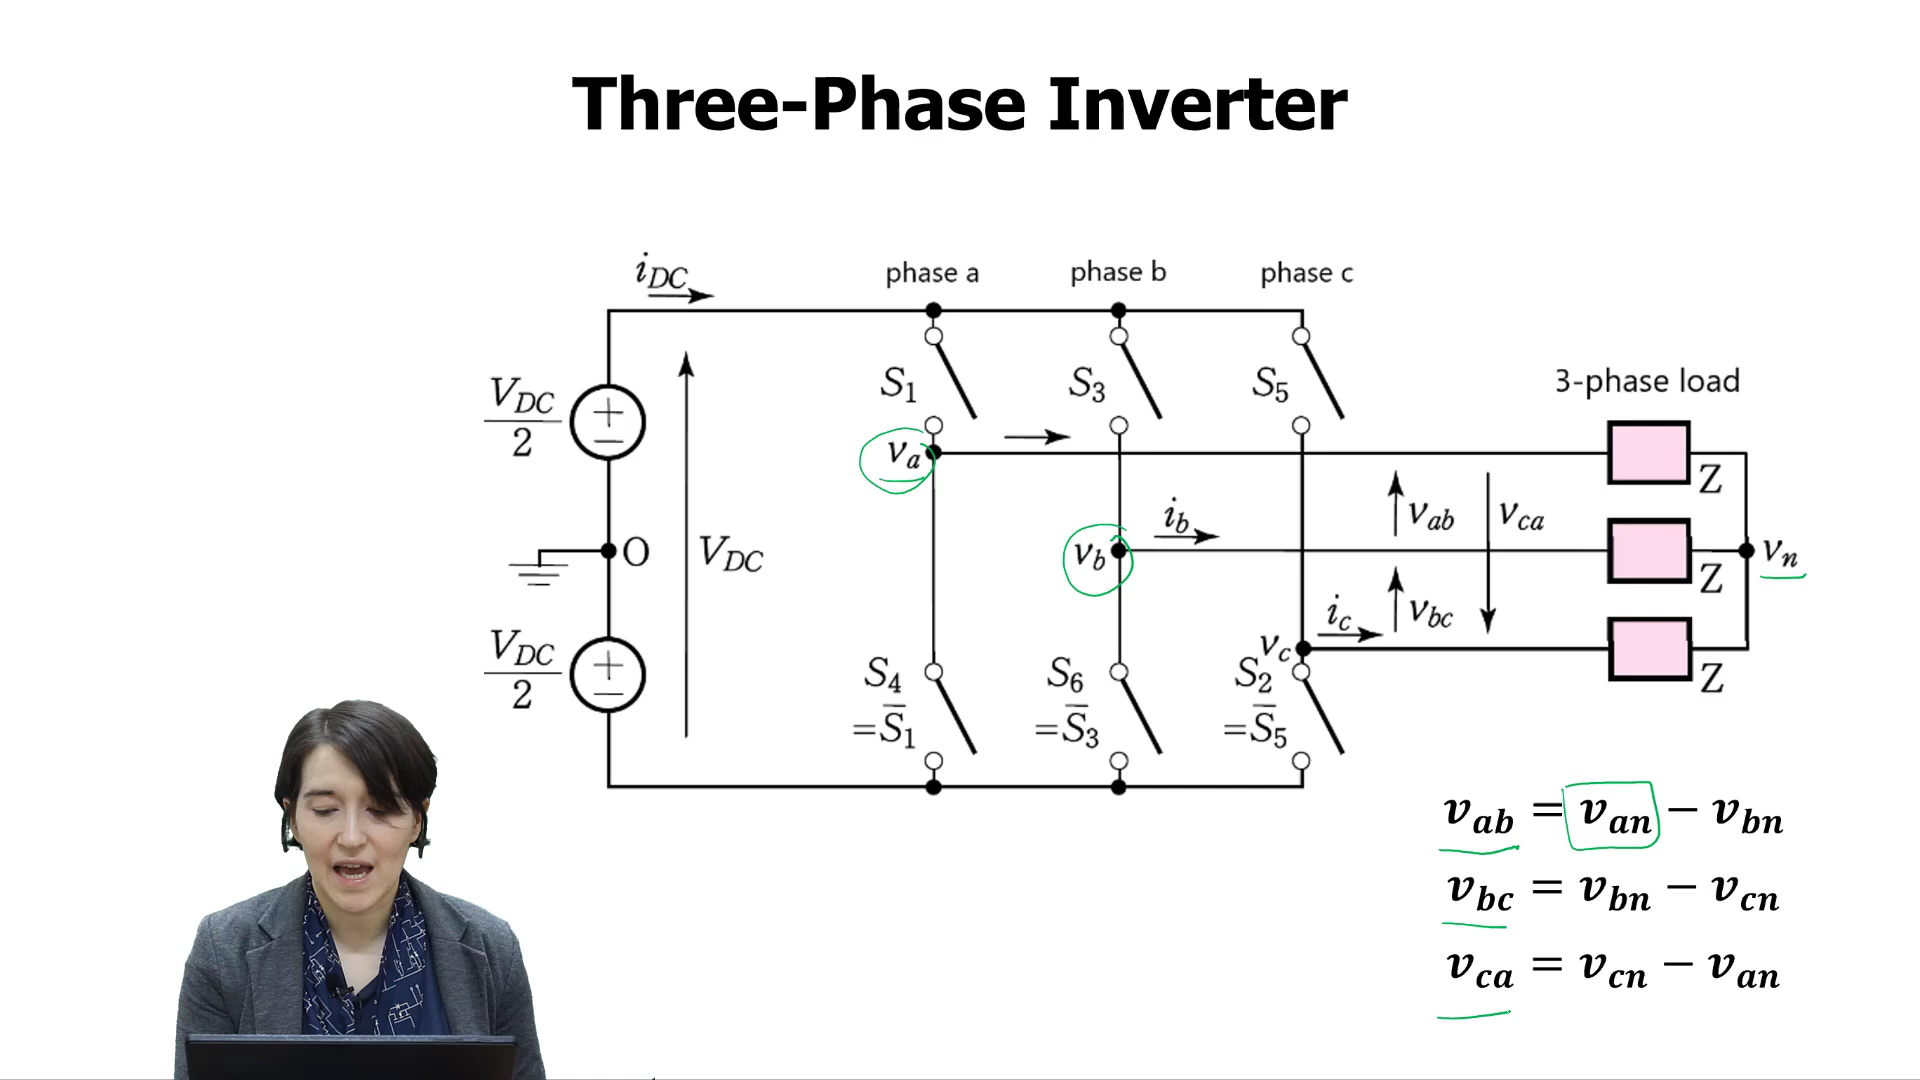 Three-Phase Inverter
i_DC
phase a
phase b
phase c
S_1
S_3
S_5
V_DC/2
+
−
3-phase load
v_a
Z
v_ab
v_ca
i_b
v_b
O
V_DC
v_n
Z
v_bc
i_c
v_c
V_DC/2
+
−
S_4
= S̅_1
S_6
= S̅_3
S_2
= S̅_5
Z
v_ab = v_an − v_bn
v_bc = v_bn − v_cn
v_ca = v_cn − v_an